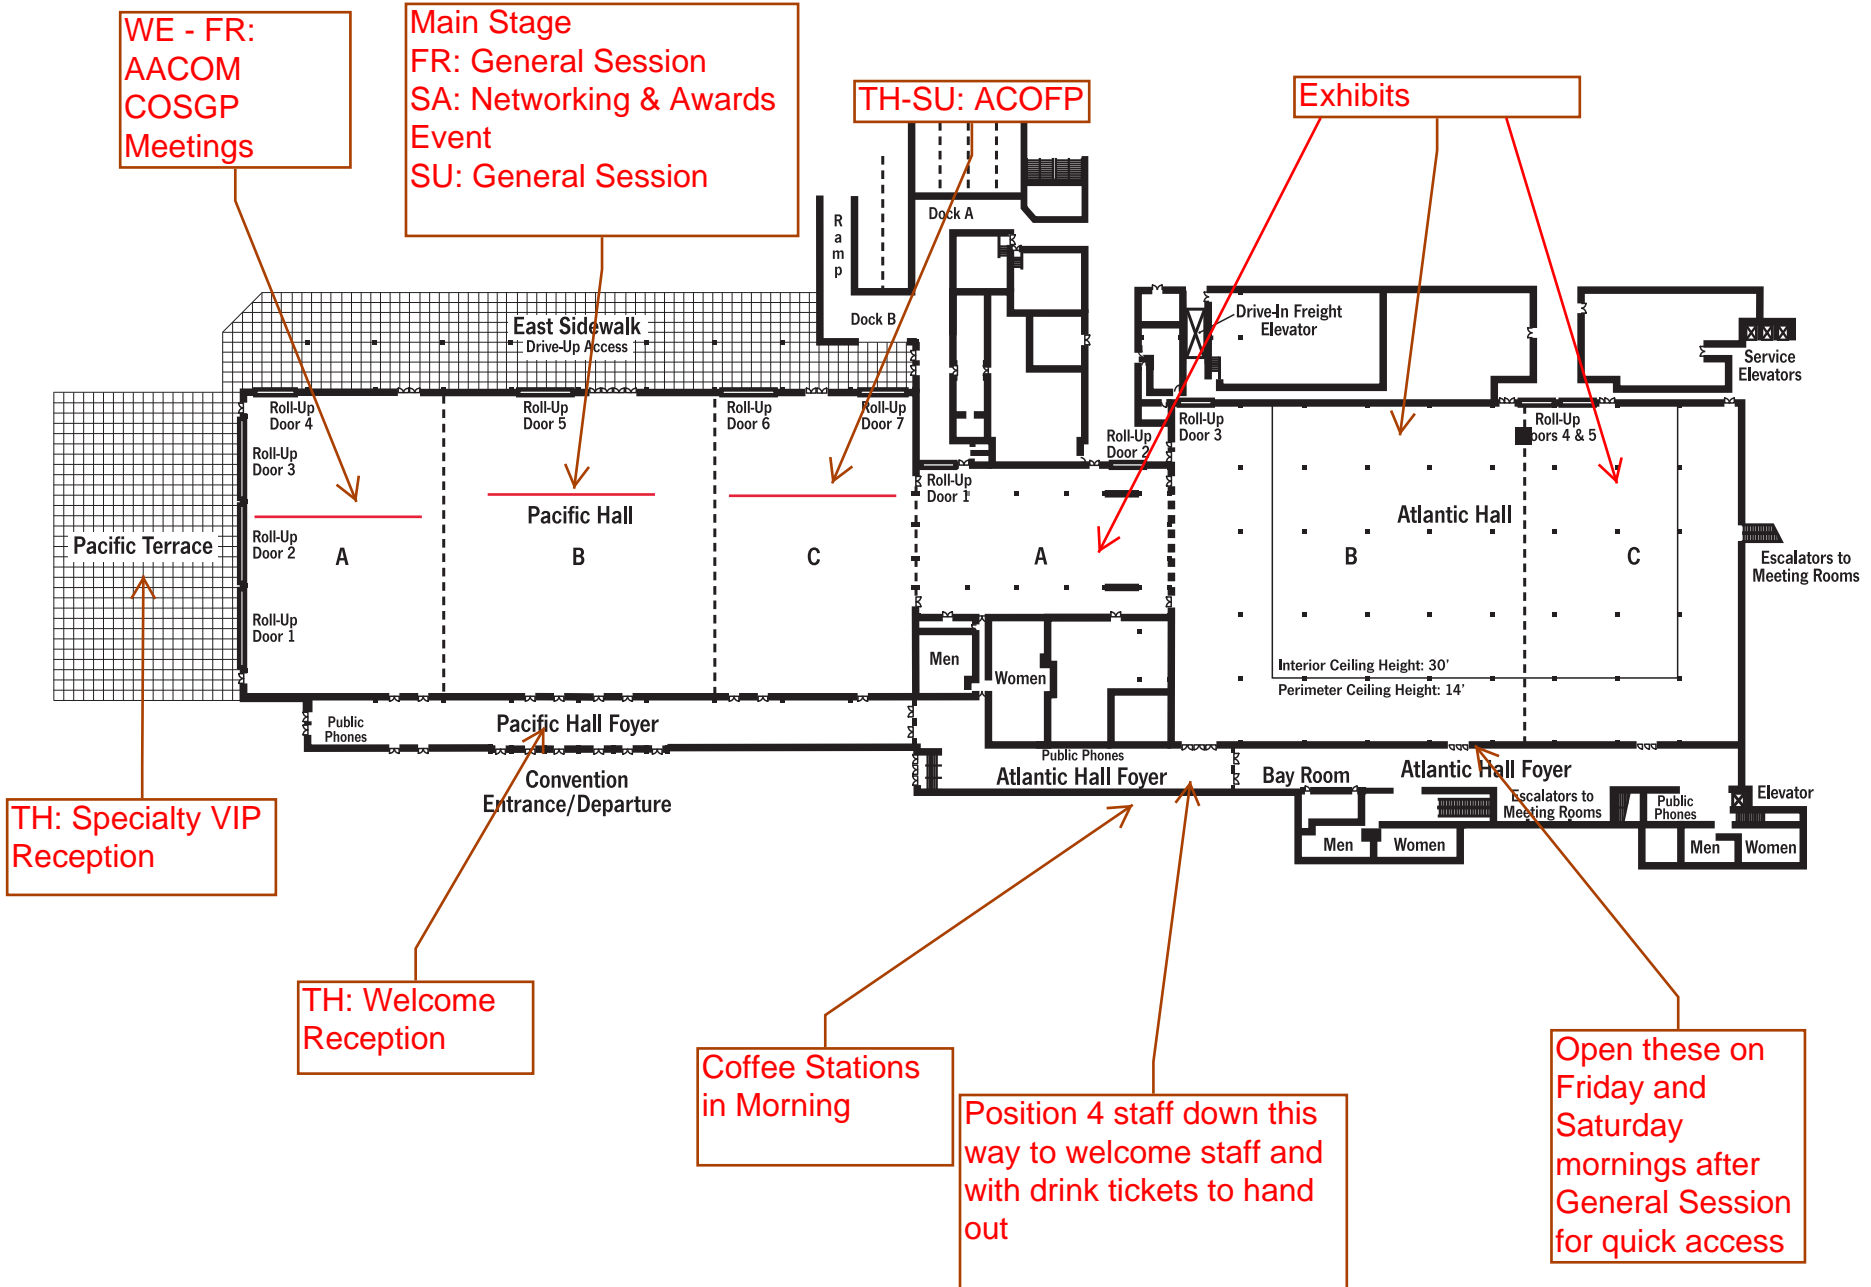 WE - FR:
AACOM
COSGP
Meetings
Main Stage
FR: General Session
SA: Networking & Awards
Event
SU: General Session
TH-SU: ACOFP
Exhibits
Ramp
Dock A
Dock B
East Sidewalk
Drive-Up Access
Drive-In Freight
Elevator
Service
Elevators
Roll-Up
Door 4
Roll-Up
Door 5
Roll-Up
Door 6
Roll-Up
Door 7
Roll-Up
Door 3
Roll-Up
Door 2
Roll-Up
Door 1
Roll-Up
Door 1
Roll-Up
Door 2
Roll-Up
Door 3
Roll-Up
Doors 4 & 5
Pacific Terrace
Pacific Hall
A
B
C
Atlantic Hall
A
B
C
Escalators to
Meeting Rooms
Interior Ceiling Height: 30'
Perimeter Ceiling Height: 14'
Men
Women
Public
Phones
Pacific Hall Foyer
Convention
Entrance/Departure
Public Phones
Atlantic Hall Foyer
Bay Room
Atlantic Hall Foyer
Escalators to
Meeting Rooms
Public
Phones
Elevator
Men
Women
Men
Women
TH: Specialty VIP
Reception
TH: Welcome
Reception
Coffee Stations
in Morning
Position 4 staff down this
way to welcome staff and
with drink tickets to hand
out
Open these on
Friday and
Saturday
mornings after
General Session
for quick access